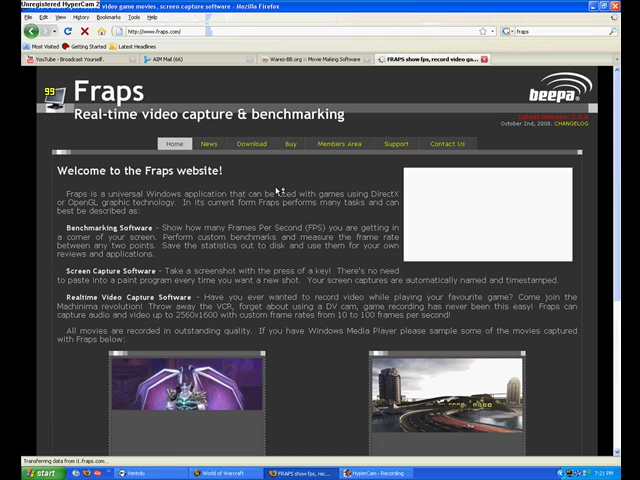 Unregistered HyperCam 2
video game movies, screen capture software - Mozilla Firefox
File Edit View History Bookmarks Tools Help
http://www.fraps.com/
fraps
Most Visited Getting Started Latest Headlines
YouTube - Broadcast Yourself.
AIM Mail (66)
Warez-BB.org :: Movie Making Software
FRAPS show fps, record video ga...
99
Fraps
Real-time video capture & benchmarking
beepa®
October 2nd, 2008. CHANGELOG
Home News Download Buy Members Area Support Contact Us
Welcome to the Fraps website!
Fraps is a universal Windows application that can be used with games using DirectX
or OpenGL graphic technology. In its current form Fraps performs many tasks and can
best be described as:
Benchmarking Software - Show how many Frames Per Second (FPS) you are getting in
a corner of your screen. Perform custom benchmarks and measure the frame rate
between any two points. Save the statistics out to disk and use them for your own
reviews and applications.
Screen Capture Software - Take a screenshot with the press of a key! There's no need
to paste into a paint program every time you want a new shot. Your screen captures are automatically named and timestamped.
Realtime Video Capture Software - Have you ever wanted to record video while playing your favourite game? Come join the
Machinima revolution! Throw away the VCR, forget about using a DV cam, game recording has never been this easy! Fraps can
capture audio and video up to 2560x1600 with custom frame rates from 10 to 100 frames per second!
All movies are recorded in outstanding quality. If you have Windows Media Player please sample some of the movies captured
with Fraps below:
Transferring data from
start
Ventrilo
World of Warcraft
FRAPS show fps, rec...
HyperCam - Recording
7:21 PM